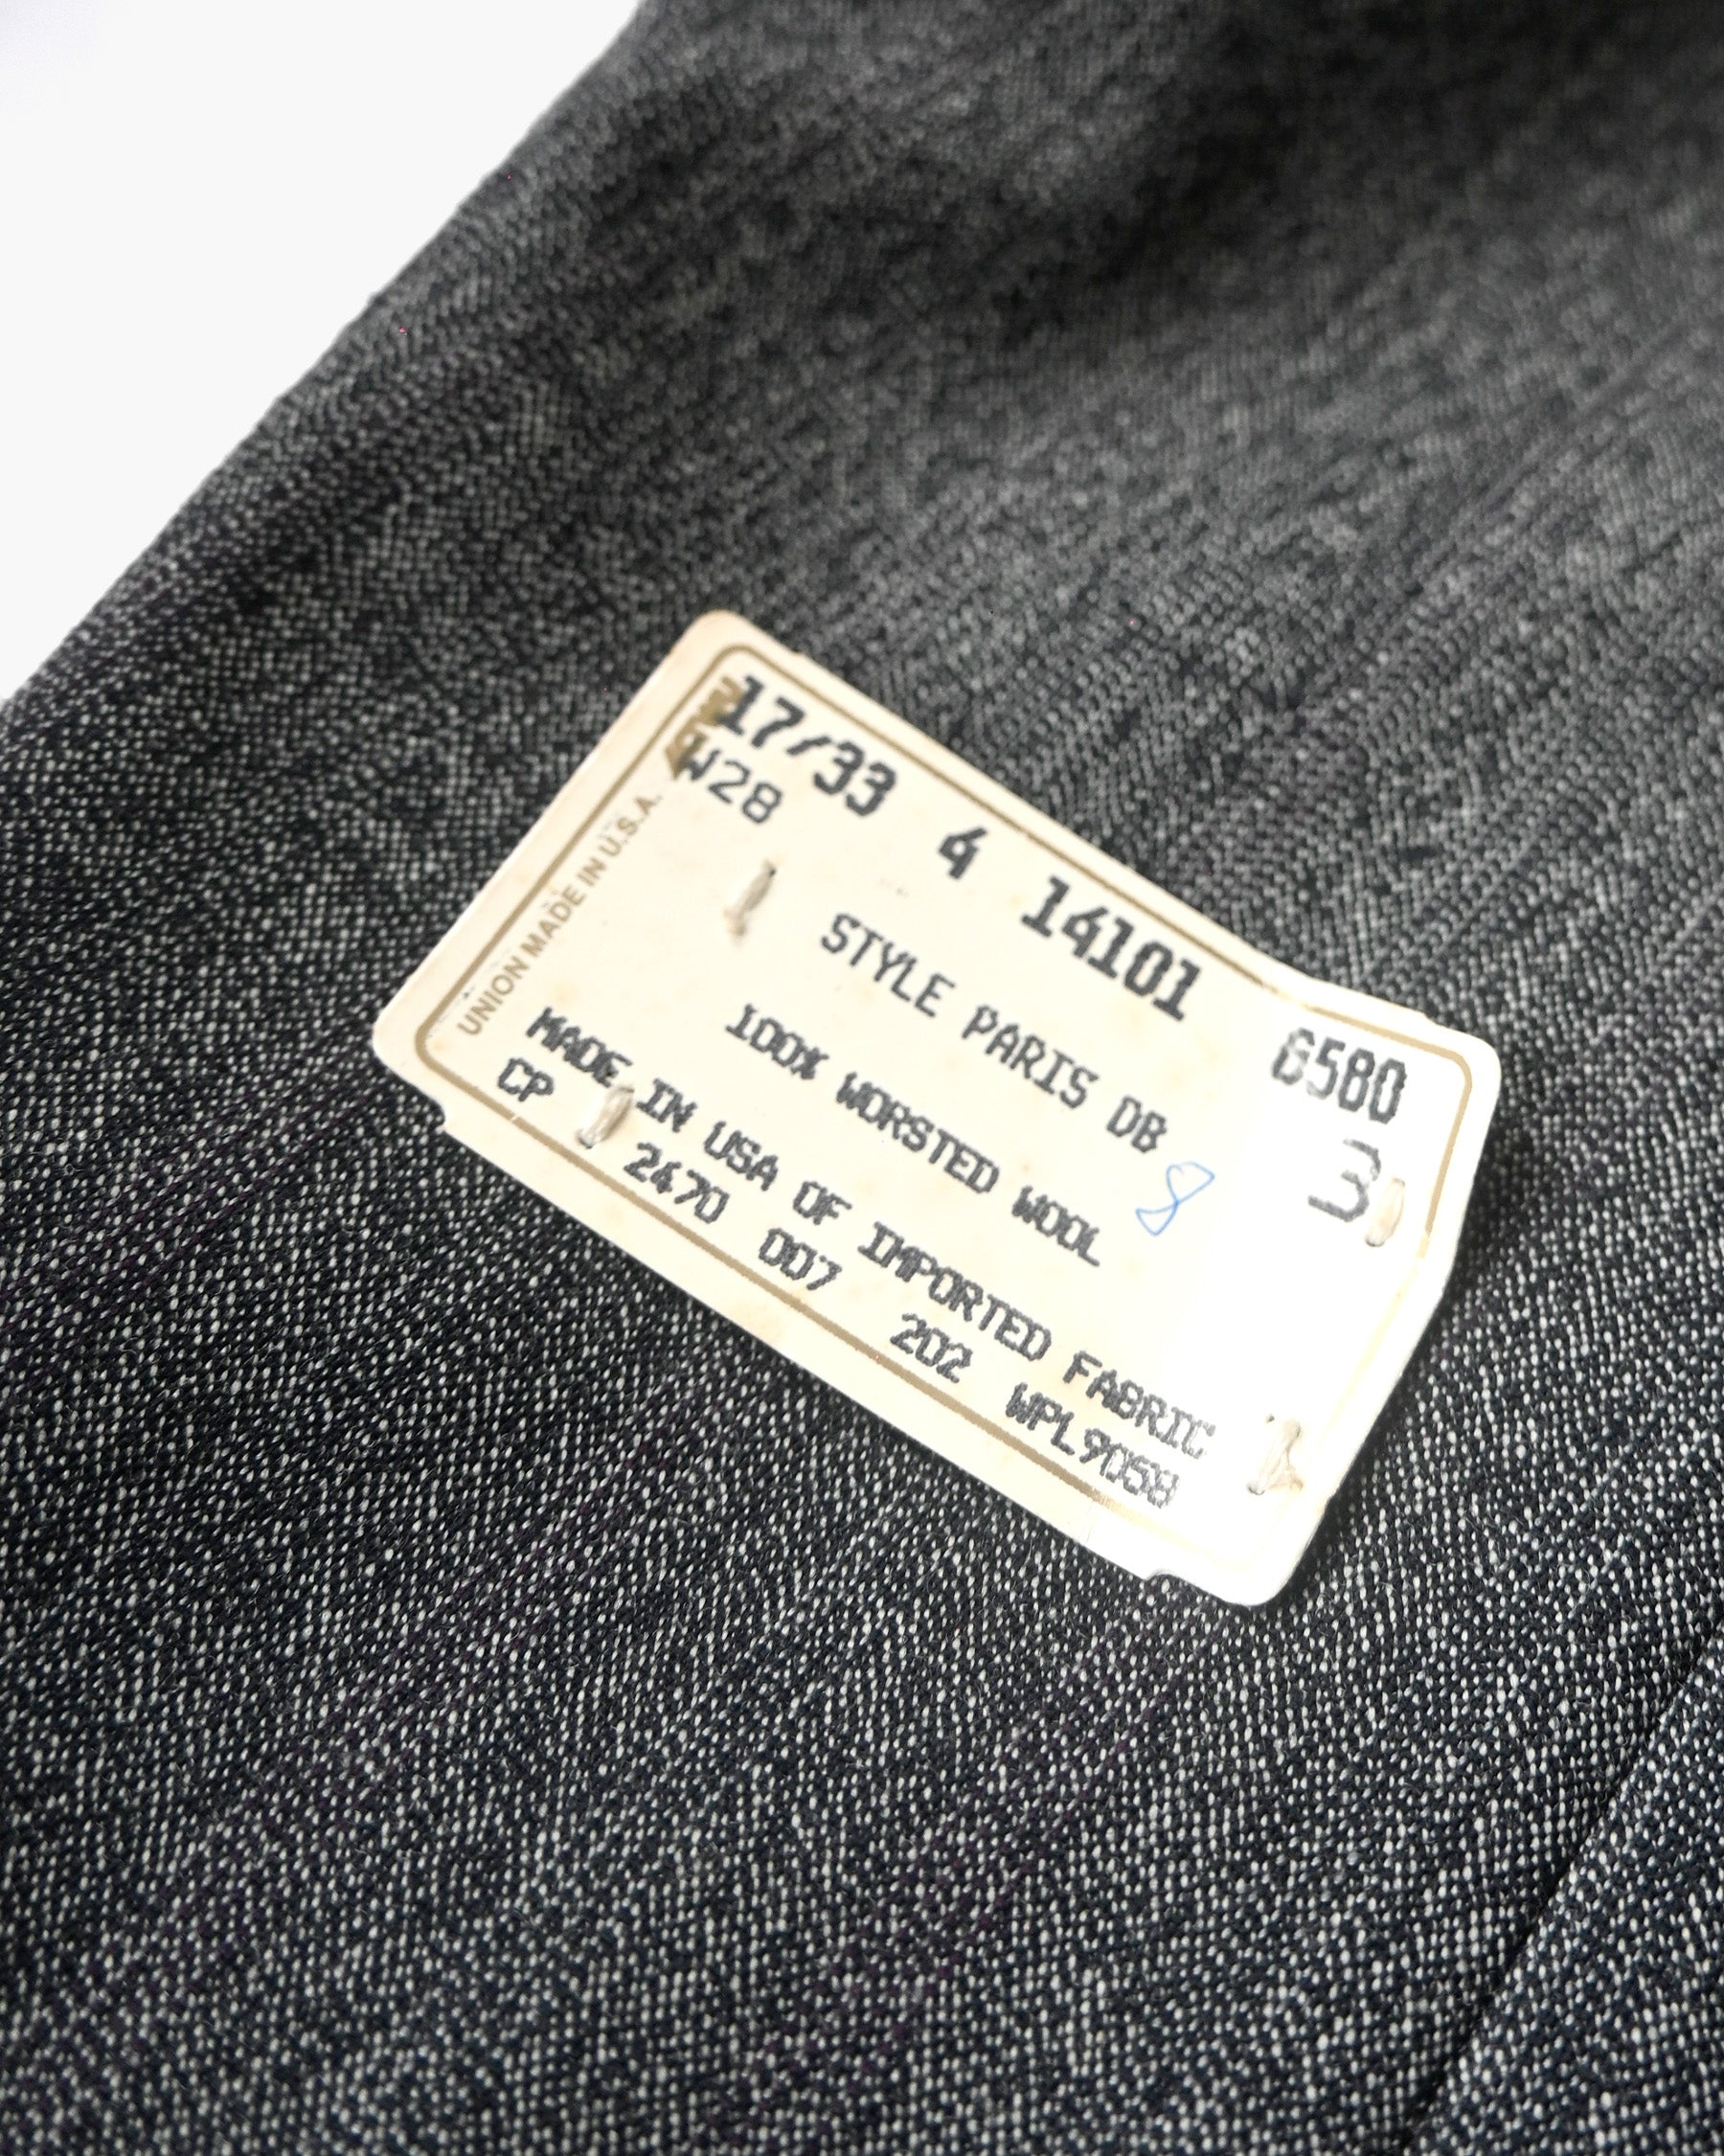 17/33 4 14101 6580
W28 3
STYLE PARIS DB
100% WORSTED WOOL 8
MADE IN USA OF IMPORTED FABRIC
CP 2470 007 202 WPL9058
UNION MADE IN U.S.A.